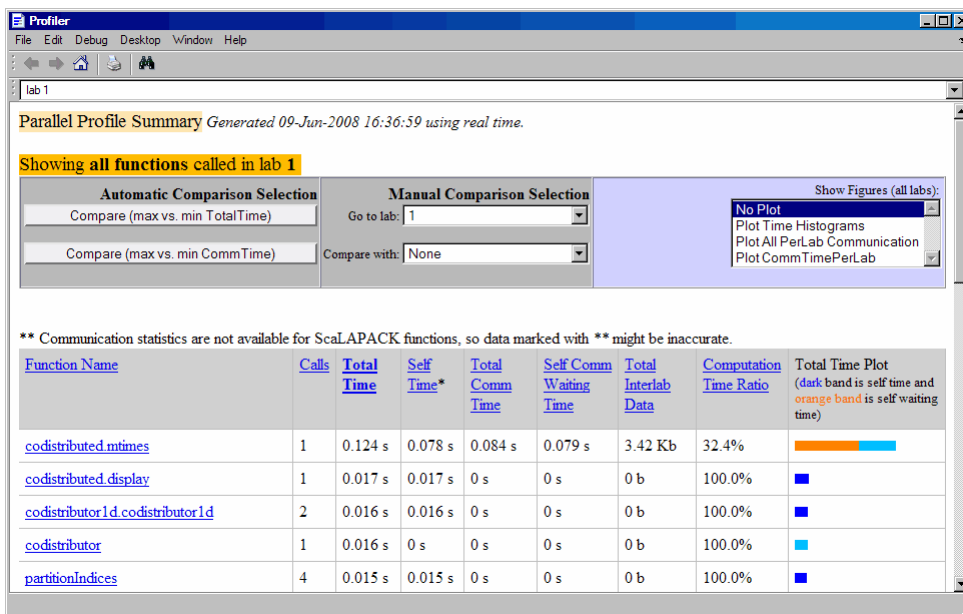 Profiler
File Edit Debug Desktop Window Help
lab 1
Parallel Profile Summary Generated 09-Jun-2008 16:36:59 using real time.
Showing all functions called in lab 1
Automatic Comparison Selection
Compare (max vs. min TotalTime)
Compare (max vs. min CommTime)
Manual Comparison Selection
Go to lab: 1
Compare with: None
Show Figures (all labs):
No Plot
Plot Time Histograms
Plot All PerLab Communication
Plot CommTimePerLab
** Communication statistics are not available for ScaLAPACK functions, so data marked with ** might be inaccurate.
Function Name Calls Total Time Self Time* Total Comm Time Self Comm Waiting Time Total Interlab Data Computation Time Ratio Total Time Plot (dark band is self time and orange band is self waiting time)
codistributed.mtimes 1 0.124 s 0.078 s 0.084 s 0.079 s 3.42 Kb 32.4%
codistributed.display 1 0.017 s 0.017 s 0 s 0 s 0 b 100.0%
codistributor1d.codistributor1d 2 0.016 s 0.016 s 0 s 0 s 0 b 100.0%
codistributor 1 0.016 s 0 s 0 s 0 s 0 b 100.0%
partitionIndices 4 0.015 s 0.015 s 0 s 0 s 0 b 100.0%